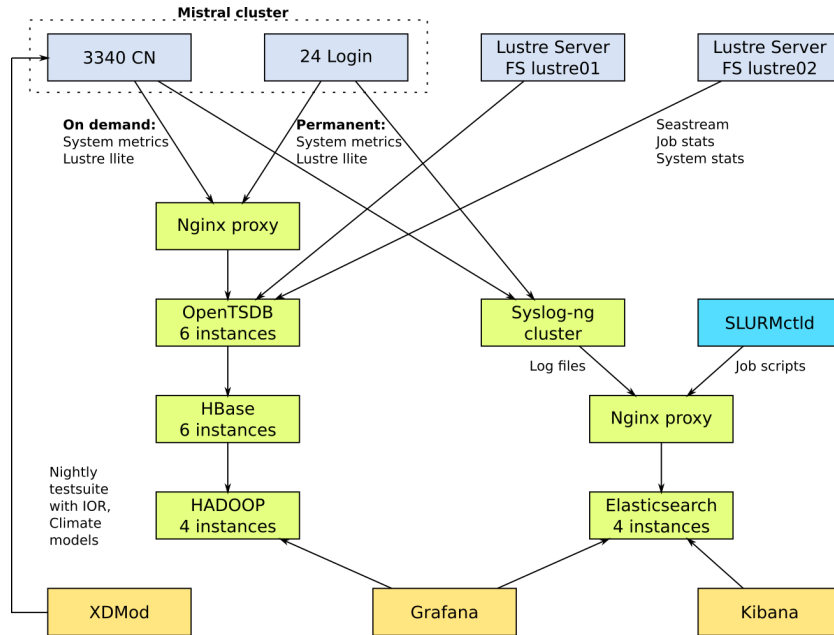 Mistral cluster
3340 CN
24 Login
Lustre Server
FS lustre01
Lustre Server
FS lustre02
On demand:
System metrics
Lustre llite
Permanent:
System metrics
Lustre llite
Seastream
Job stats
System stats
Nginx proxy
OpenTSDB
6 instances
Syslog-ng
cluster
SLURMctld
Log files
Job scripts
HBase
6 instances
Nginx proxy
Nightly
testsuite
with IOR,
Climate
models
HADOOP
4 instances
Elasticsearch
4 instances
XDMod
Grafana
Kibana